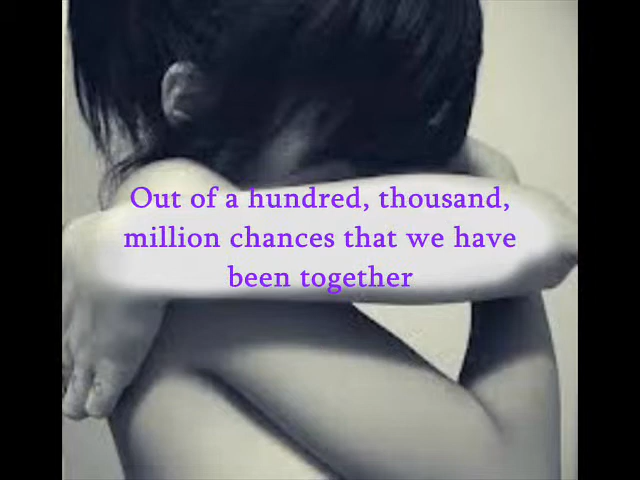 Out of a hundred, thousand,
million chances that we have
been together